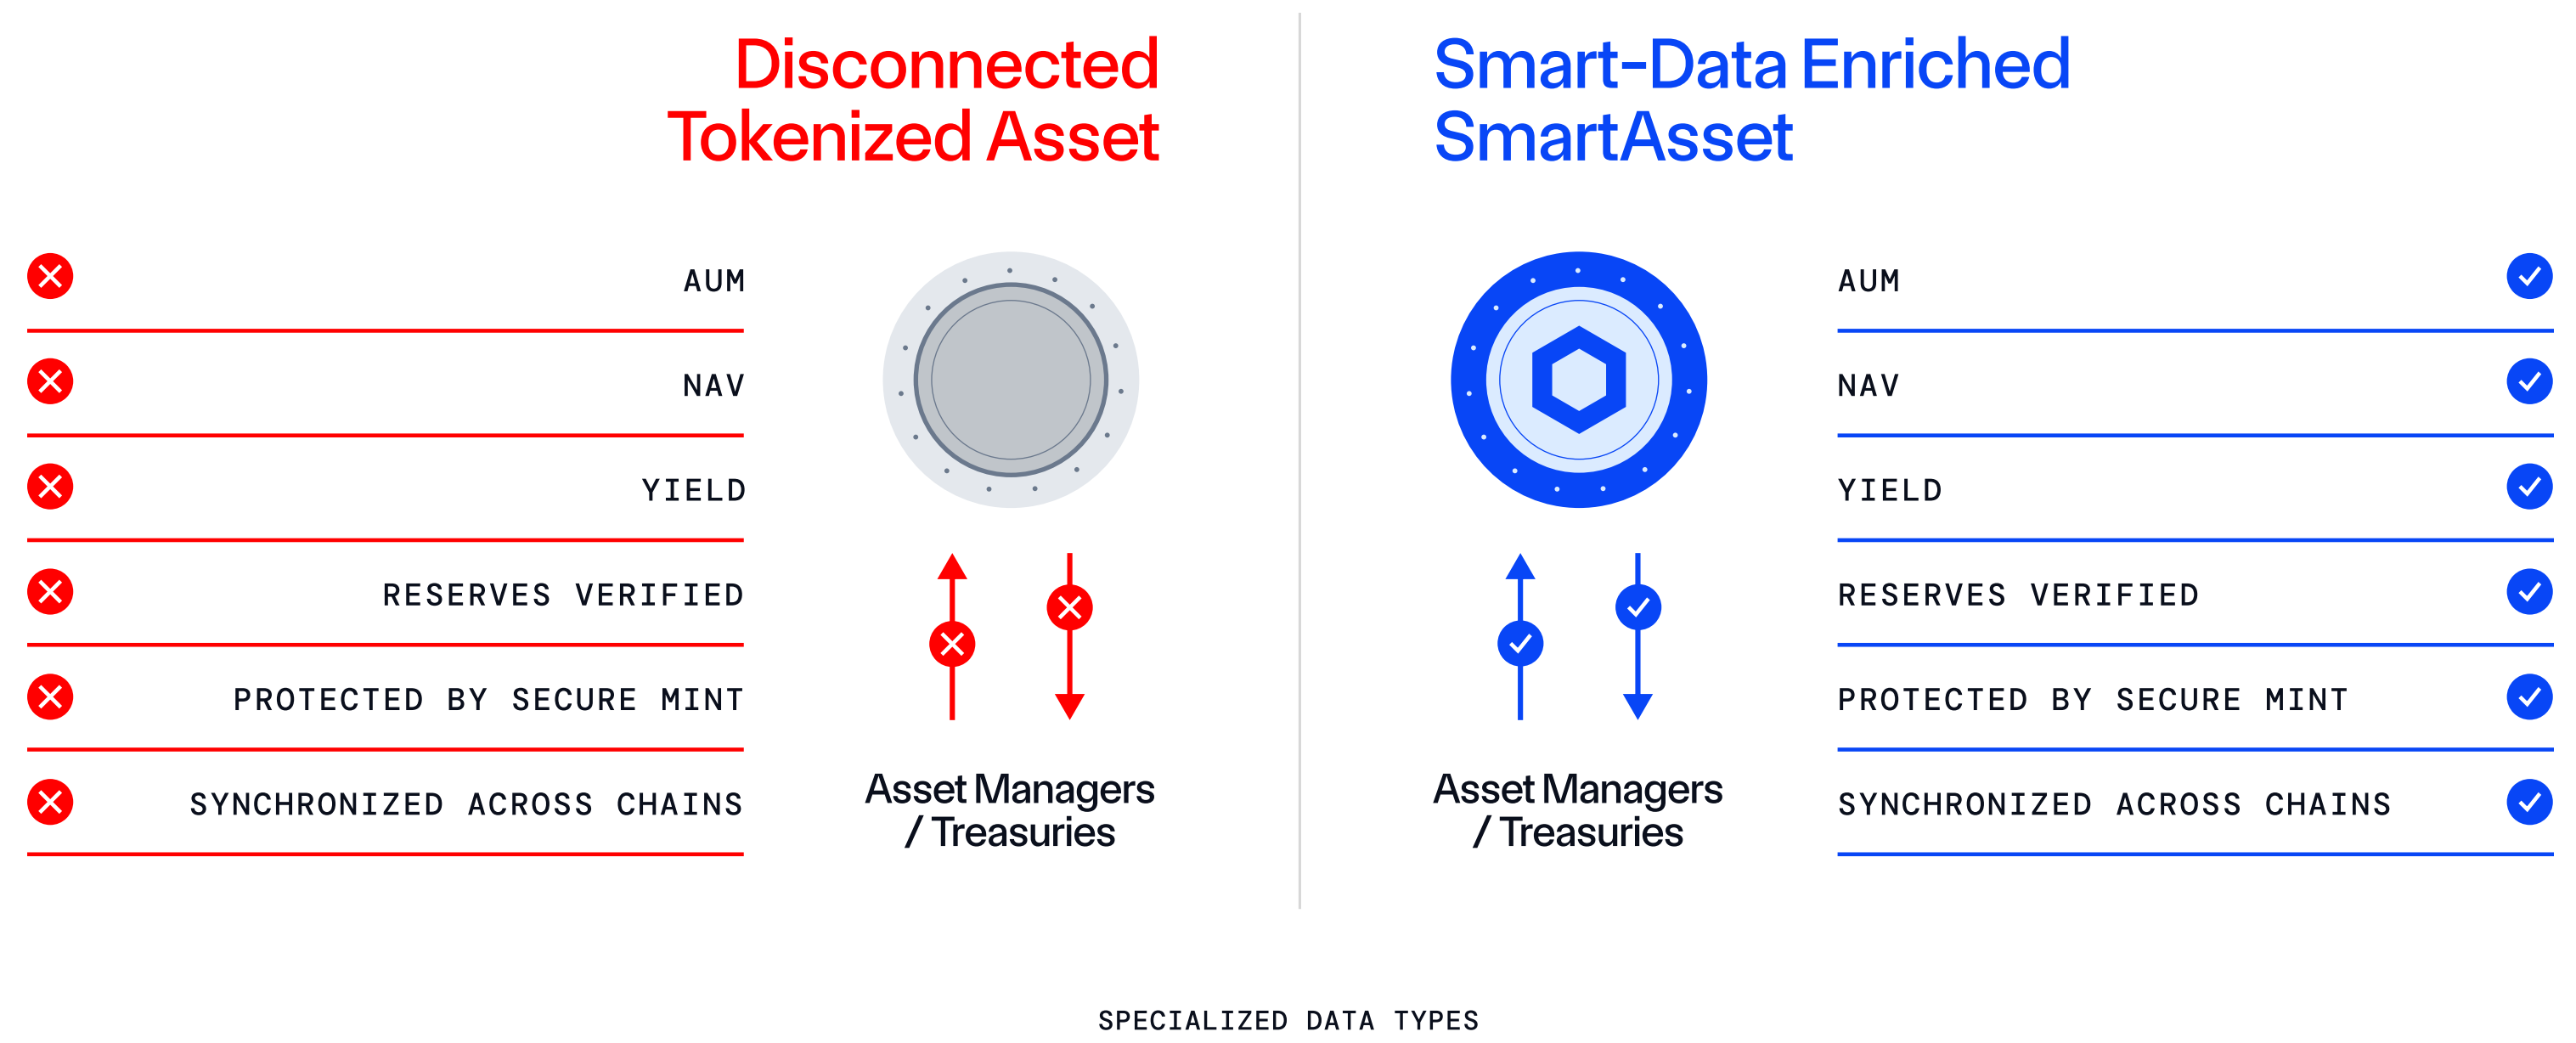 Disconnected
Tokenized Asset
AUM
NAV
YIELD
RESERVES VERIFIED
PROTECTED BY SECURE MINT
SYNCHRONIZED ACROSS CHAINS
Asset Managers
/ Treasuries
Smart-Data Enriched
SmartAsset
Asset Managers
/ Treasuries
AUM
NAV
YIELD
RESERVES VERIFIED
PROTECTED BY SECURE MINT
SYNCHRONIZED ACROSS CHAINS
SPECIALIZED DATA TYPES